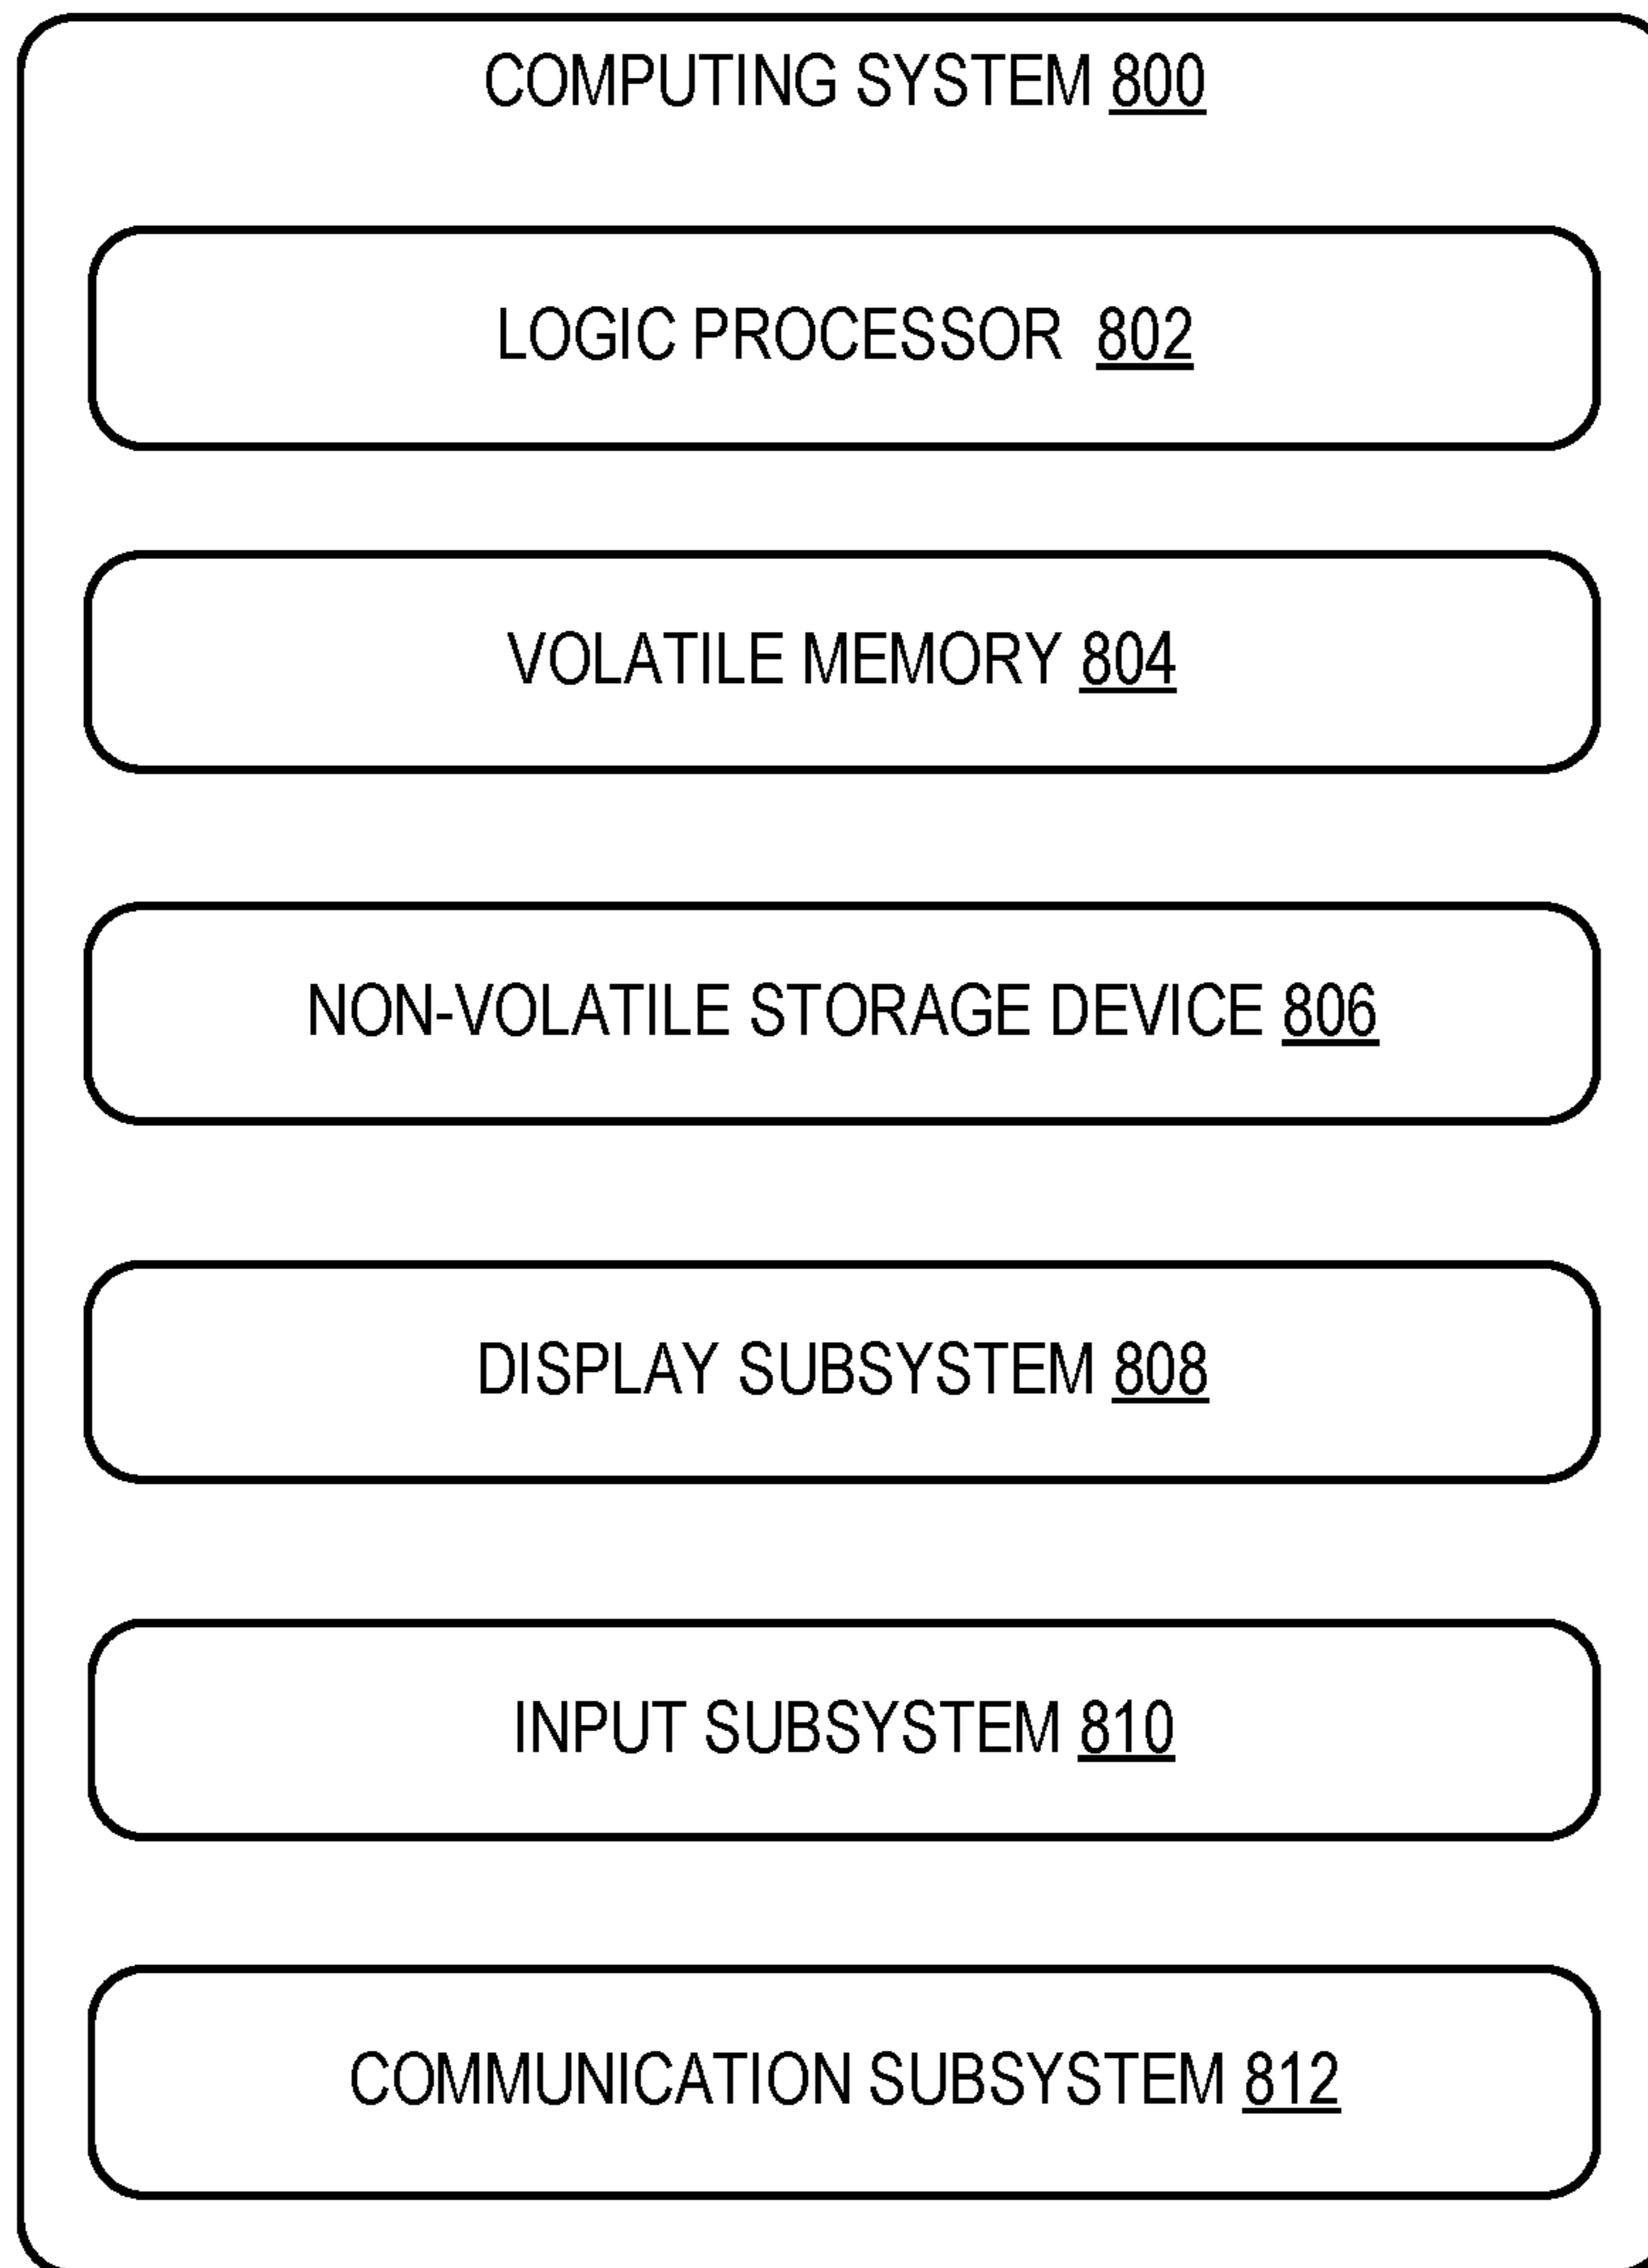 COMPUTING SYSTEM 800
LOGIC PROCESSOR 802
VOLATILE MEMORY 804
NON-VOLATILE STORAGE DEVICE 806
DISPLAY SUBSYSTEM 808
INPUT SUBSYSTEM 810
COMMUNICATION SUBSYSTEM 812